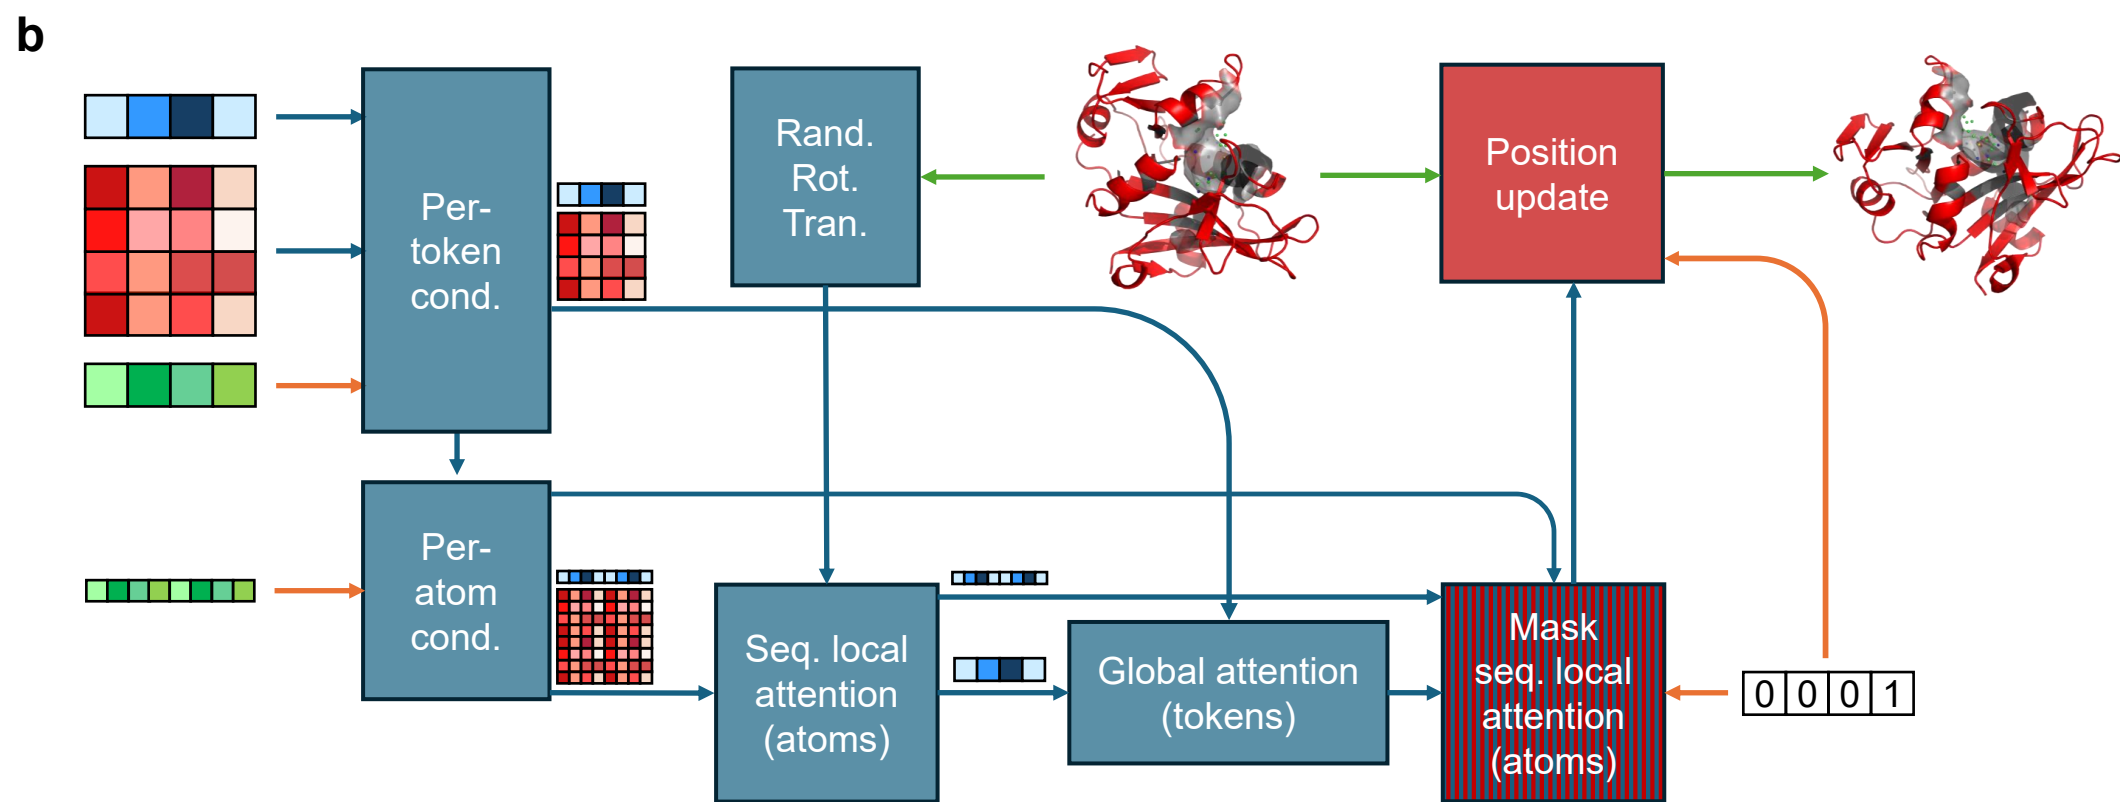 b
Per-
token
cond.
Rand.
Rot.
Tran.
Position
update
Per-
atom
cond.
Seq. local
attention
(atoms)
Global attention
(tokens)
Mask
seq. local
attention
(atoms)
0 0 0 1